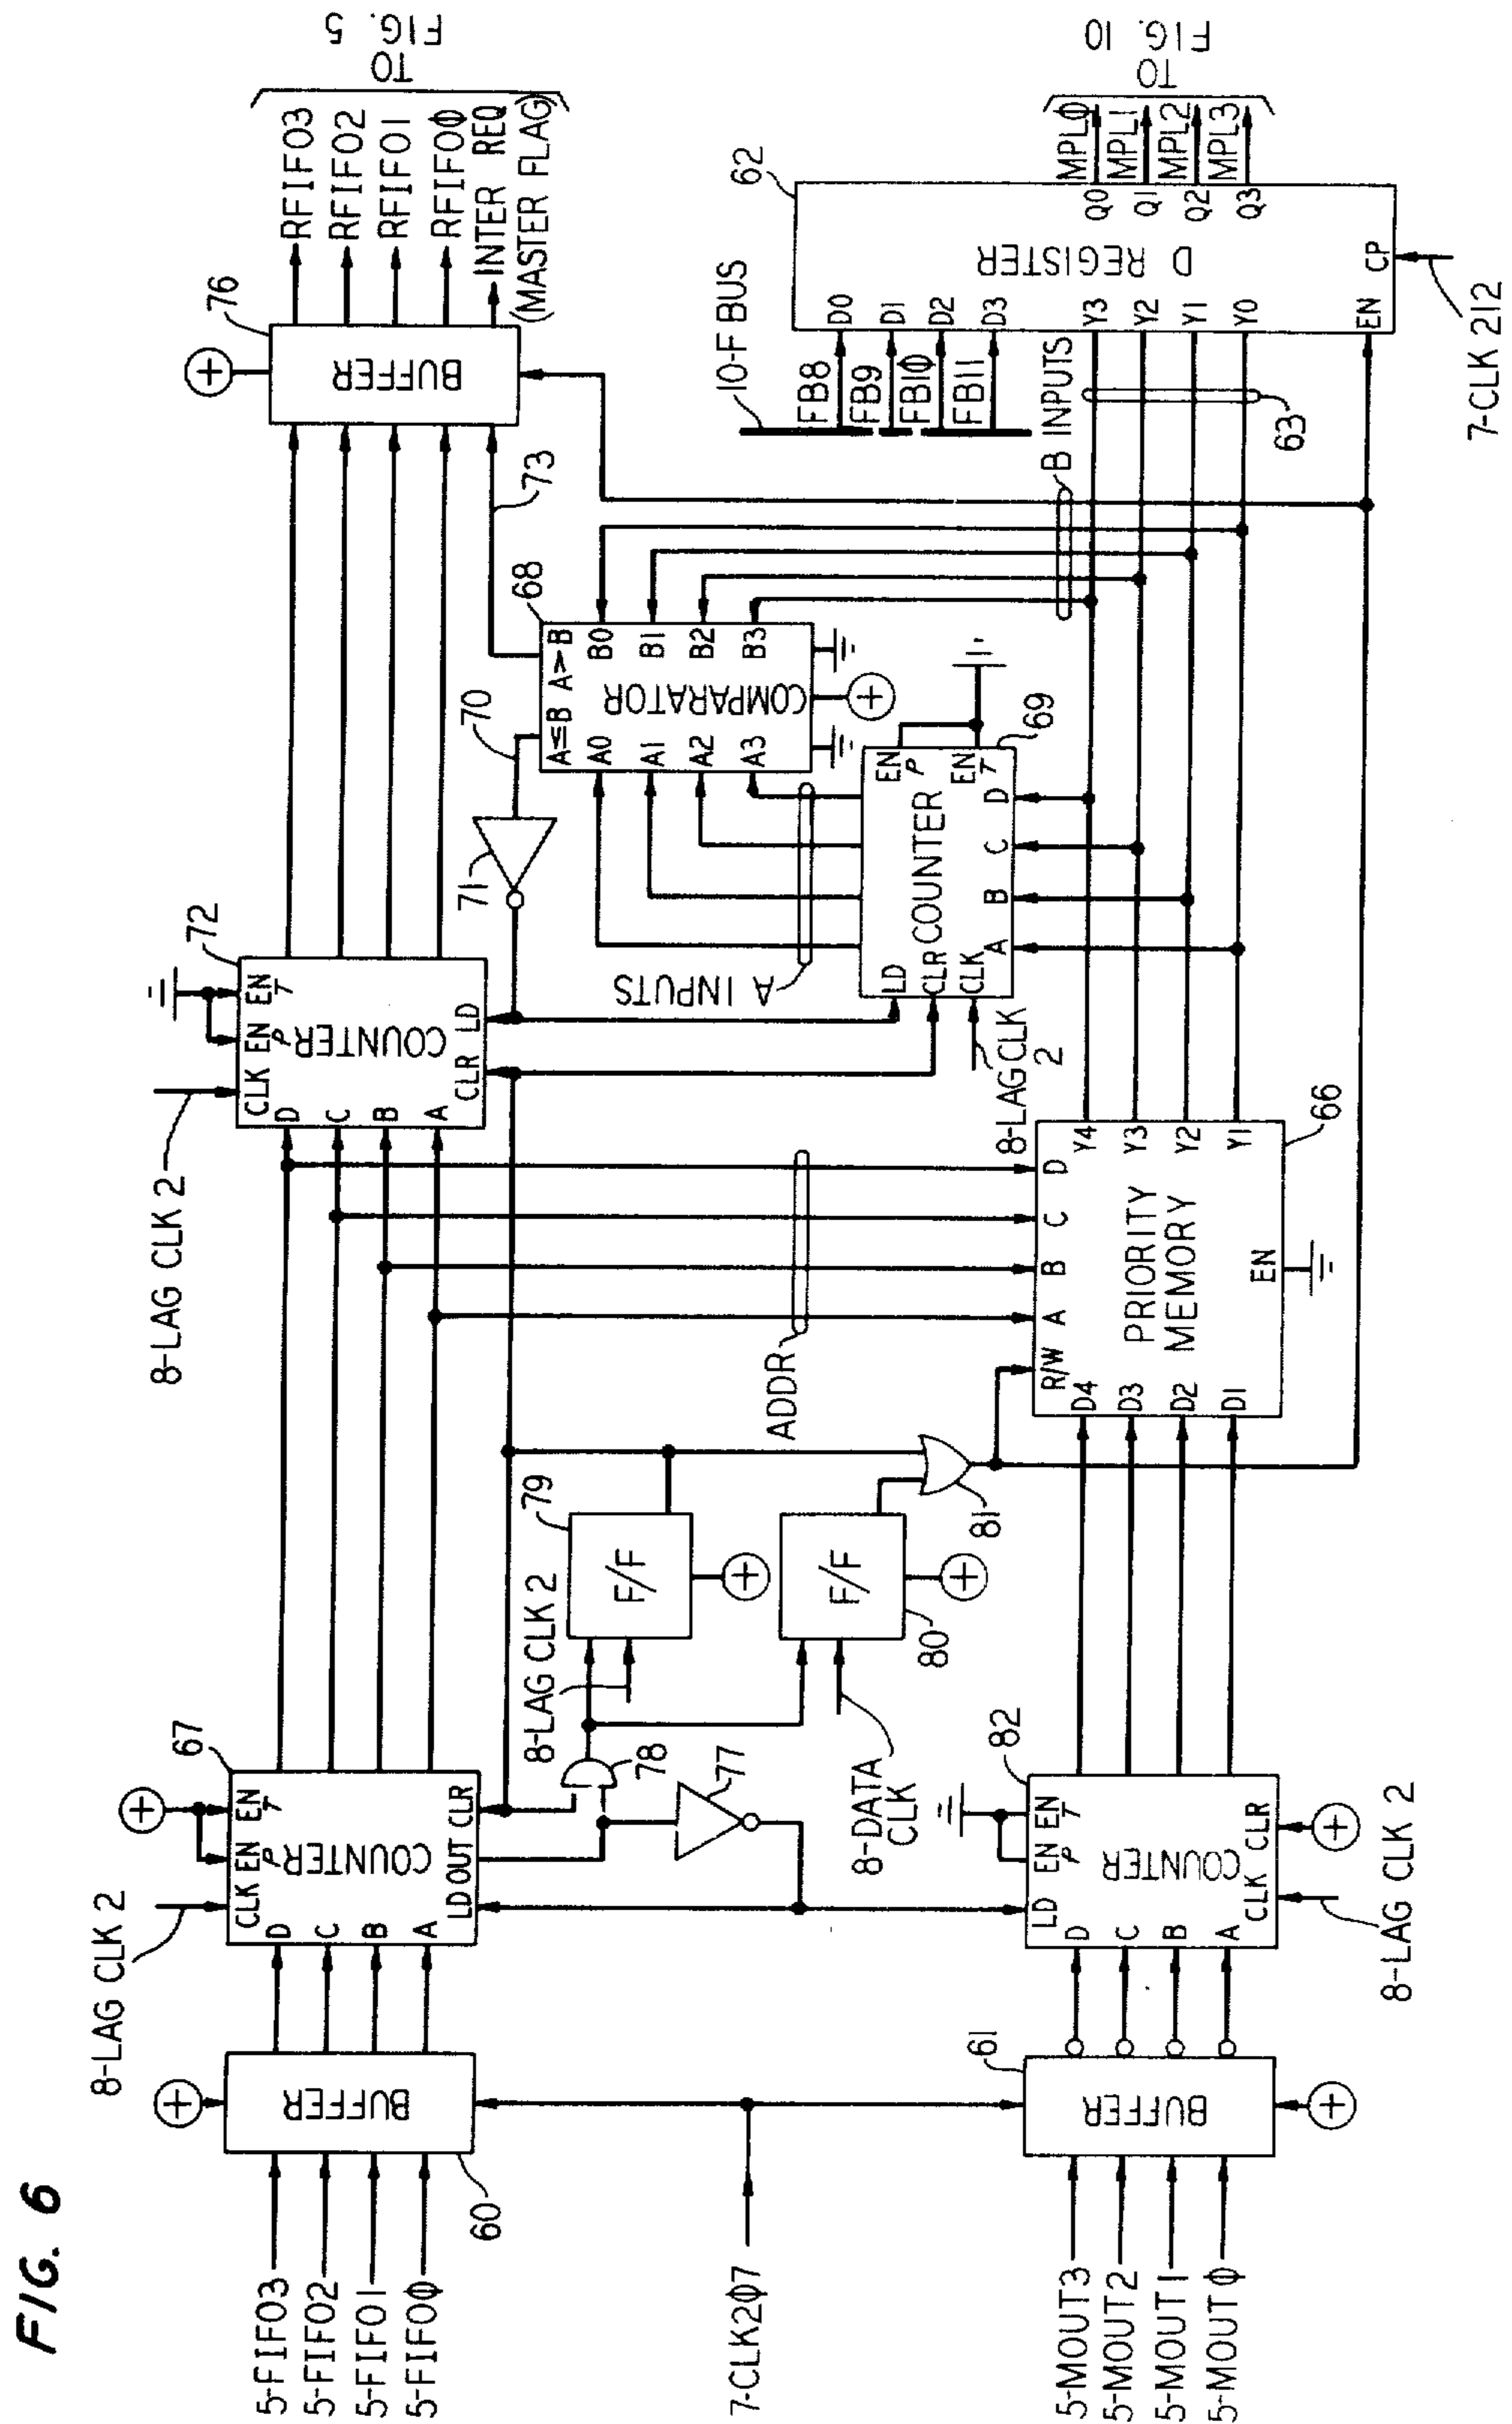 FIG. 6
5-FIFO3
5-FIFO2
5-FIFO1
5-FIFOφ
60
BUFFER
8-LAG CLK 2
67
CLK EN P EN T
D
C
B
A
COUNTER
LD OUT CLR
8-LAG CLK 2
72
CLK EN P EN T
D
C
B
A
COUNTER
CLR LD
76
BUFFER
RFIFO3
RFIFO2
RFIFO1
RFIFOφ
INTER REQ
(MASTER FLAG)
TO
FIG. 5
73
71
70
68
A≤B A>B
A0
A1
A2
A3
COMPARATOR
B0
B1
B2
B3
A INPUTS
B INPUTS
LD
CLR
CLK
COUNTER
EN P
EN T
A B C D
69
8-LAG CLK
2
78
77
8-LAG CLK 2
79
F/F
8-DATA
CLK
80
F/F
81
ADDR
7-CLK2φ7
5-MOUT3
5-MOUT2
5-MOUT1
5-MOUTφ
61
BUFFER
82
LD EN P EN T
D
C
B
A
COUNTER
CLK CLR
8-LAG CLK 2
R/W A B C D
D4
D3
D2
D1
PRIORITY
MEMORY
EN
Y4
Y3
Y2
Y1
66
10-F BUS
FB8
FB9
FB1φ
FB11
62
D0
D1
D2
D3
Y3
Y2
Y1
Y0
EN
D REGISTER
CP
Q0
Q1
Q2
Q3
63
7-CLK 212
MPLφ
MPL1
MPL2
MPL3
TO
FIG. 10